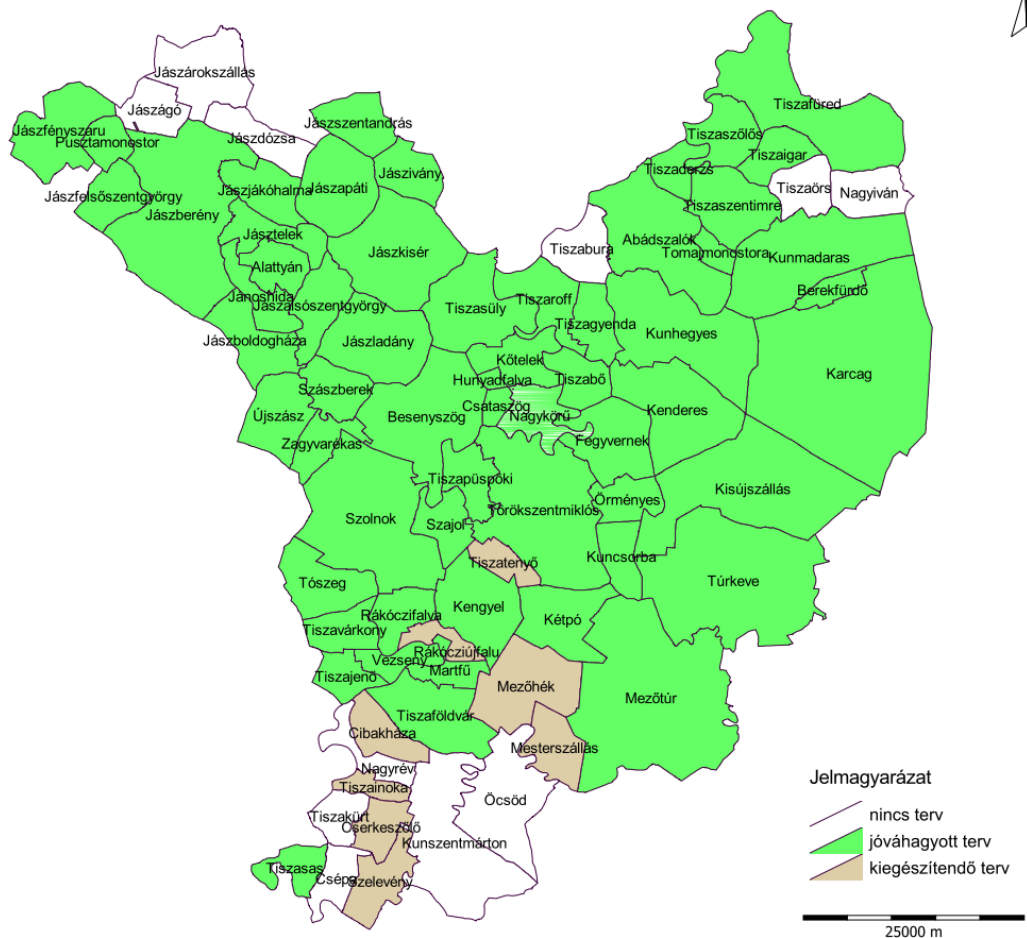 Jászárokszállás
Jászágó
Tiszafüred
Jászfényszaru
Jászszentandrás
Pusztamonostor
Jászdózsa
Tiszaszőlős
Tiszaigar
Jászivány
Tiszaderzs
Jászfelsőszentgyörgy
Jászjákóhalma
Jászapáti
Tiszaörs
Nagyiván
Jászberény
Tiszaszentimre
Jásztelek
Abádszalók
Tiszabura
Jászkisér
Tomajmonostora
Kunmadaras
Alattyán
Berekfürdő
Jánoshida
Jászalsószentgyörgy
Tiszasüly
Tiszaroff
Tiszagyenda
Kunhegyes
Jászboldogháza
Jászladány
Kőtelek
Karcag
Hunyadfalva
Tiszabő
Szászberek
Csataszög
Kenderes
Újszász
Besenyszög
Nagykörű
Zagyvarékas
Fegyvernek
Tiszapüspöki
Kisújszállás
Örményes
Szolnok
Szajol
Törökszentmiklós
Kuncsorba
Tiszatenyő
Tószeg
Túrkeve
Kengyel
Rákóczifalva
Kétpó
Tiszavárkony
Rákócziújfalu
Vezseny
Martfű
Tiszajenő
Mezőhék
Mezőtúr
Tiszaföldvár
Cibakháza
Mesterszállás
Nagyrév
Tiszainoka
Öcsöd
Tiszakürt
Cserkeszőlő
Kunszentmárton
Tiszasas
Csépa
Szelevény
Jelmagyarázat
nincs terv
jóváhagyott terv
kiegészítendő terv
25000 m